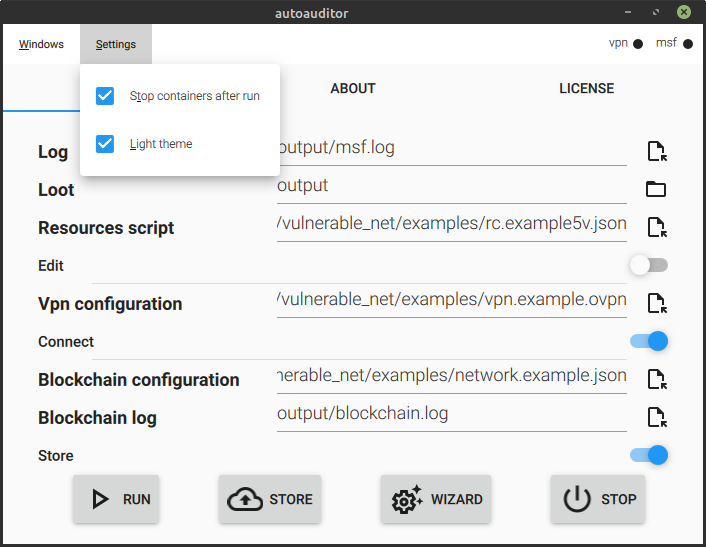 autoauditor
Windows Settings vpn msf
Stop containers after run
Light theme
ABOUT LICENSE
Log output/msf.log
Loot output
Resources script /vulnerable_net/examples/rc.example5v.json
Edit
Vpn configuration /vulnerable_net/examples/vpn.example.ovpn
Connect
Blockchain configuration nerable_net/examples/network.example.json
Blockchain log output/blockchain.log
Store
RUN STORE WIZARD STOP